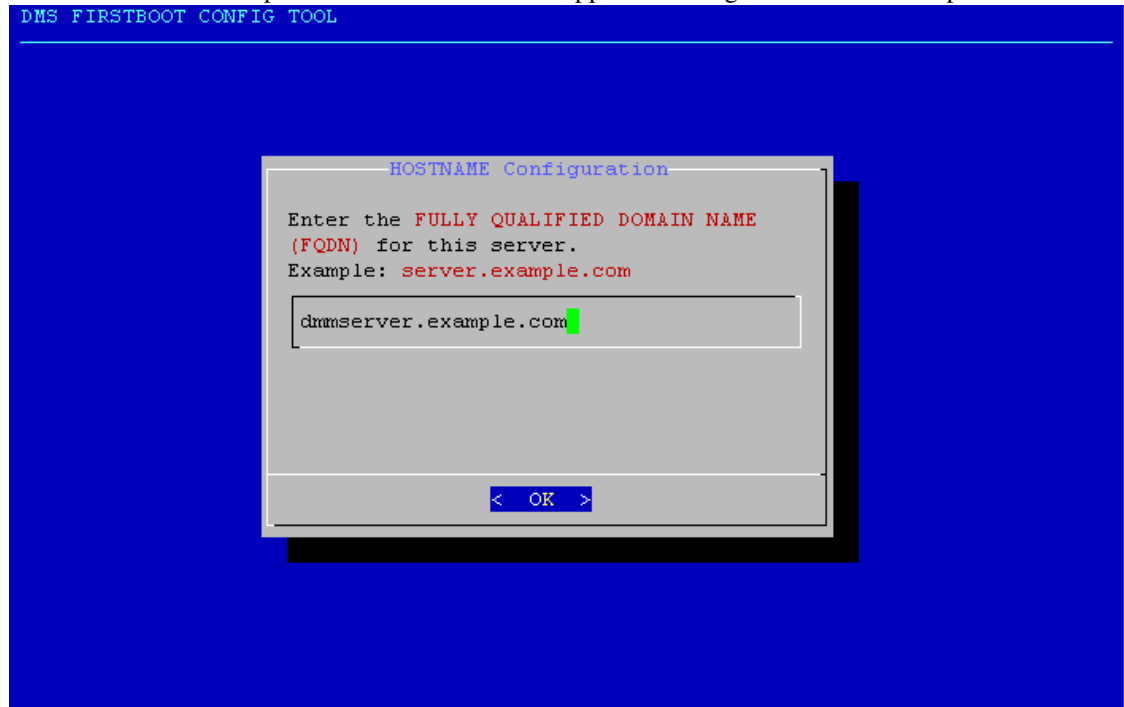 DMS FIRSTBOOT CONFIG TOOL
HOSTNAME Configuration
Enter the FULLY QUALIFIED DOMAIN NAME
(FQDN) for this server.
Example: server.example.com
dmmserver.example.com
< OK >